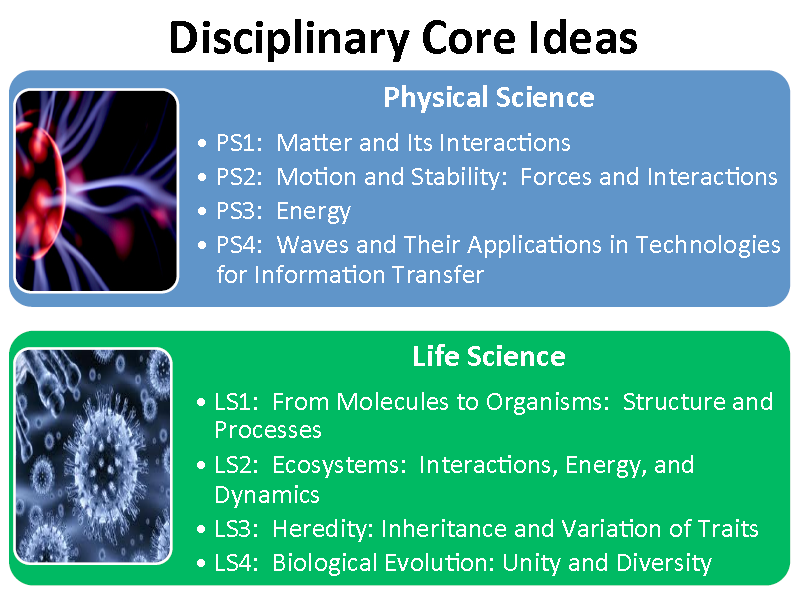 Disciplinary Core Ideas
Physical Science
• PS1:  Matter and Its Interactions
• PS2:  Motion and Stability:  Forces and Interactions
• PS3:  Energy
• PS4:  Waves and Their Applications in Technologies
for Information Transfer
Life Science
• LS1:  From Molecules to Organisms:  Structure and
Processes
• LS2:  Ecosystems:  Interactions, Energy, and
Dynamics
• LS3:  Heredity: Inheritance and Variation of Traits
• LS4:  Biological Evolution: Unity and Diversity